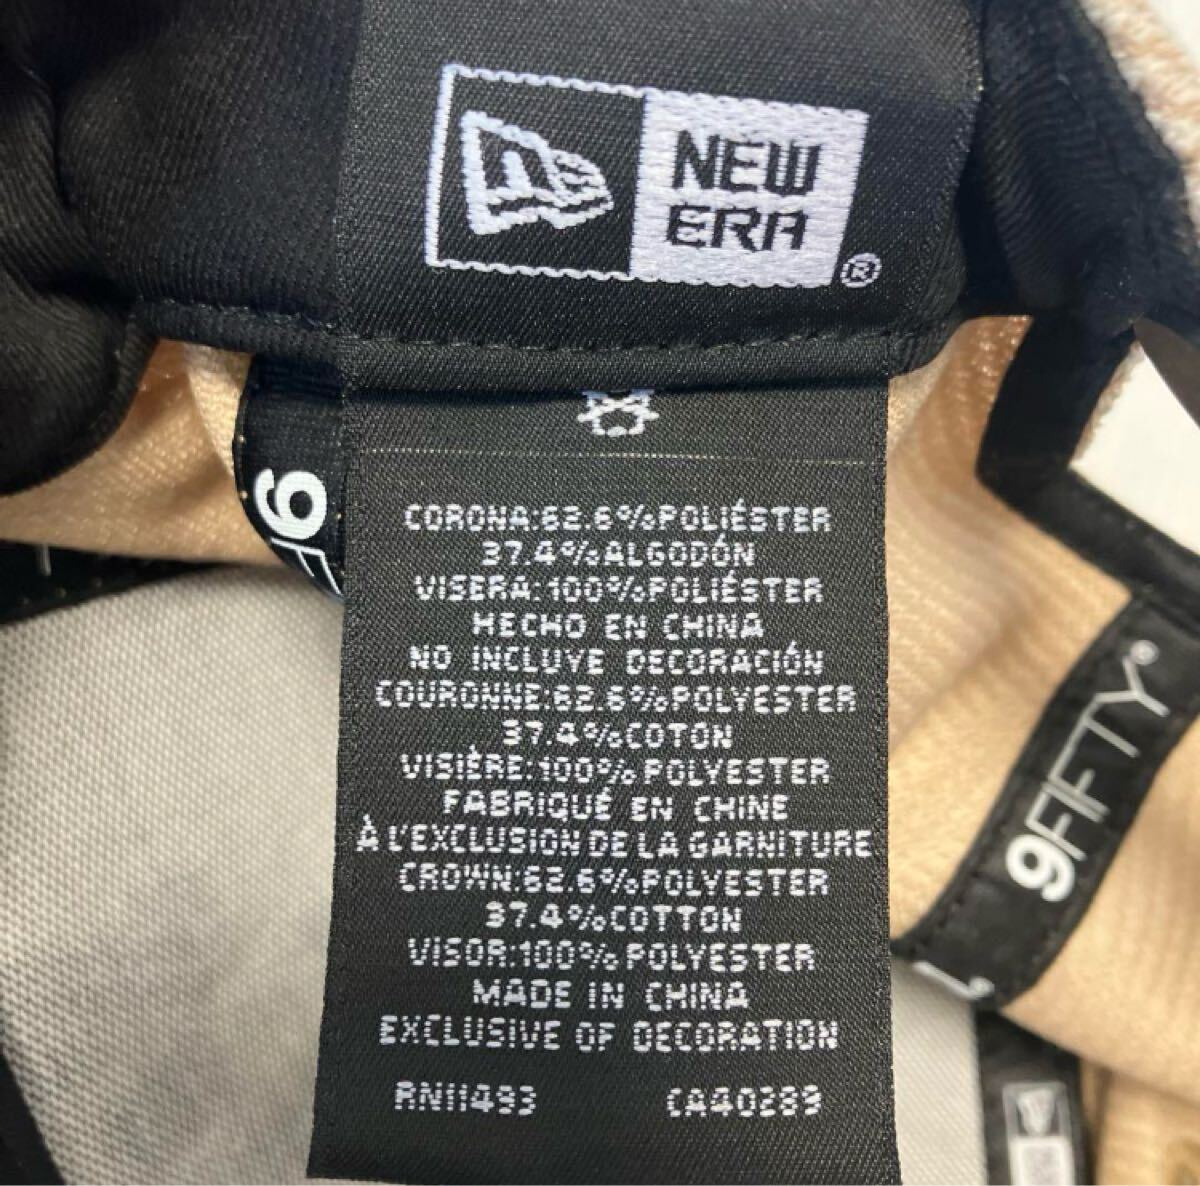 NEW
ERA
®
CORONA:62.6%POLIÉSTER
37.4%ALGODÓN
VISERA:100%POLIÉSTER
HECHO EN CHINA
NO INCLUYE DECORACIÓN
COURONNE:62.6%POLYESTER
37.4%COTON
VISIÈRE:100%POLYESTER
FABRIQUÉ EN CHINE
À L'EXCLUSION DE LA GARNITURE
CROWN:62.6%POLYESTER
37.4%COTTON
VISOR:100%POLYESTER
MADE IN CHINA
EXCLUSIVE OF DECORATION
RN11493 CA40289
9F
9FIFTY